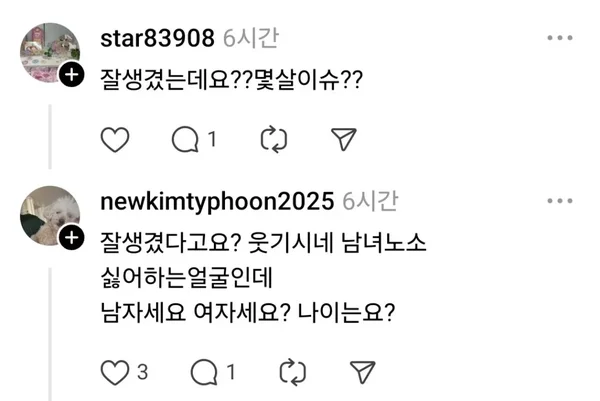 star83908 6시간
잘생겼는데요??몇살이슈??
1
newkimtyphoon2025 6시간
잘생겼다고요? 웃기시네 남녀노소
싫어하는얼굴인데
남자세요 여자세요? 나이는요?
3 1